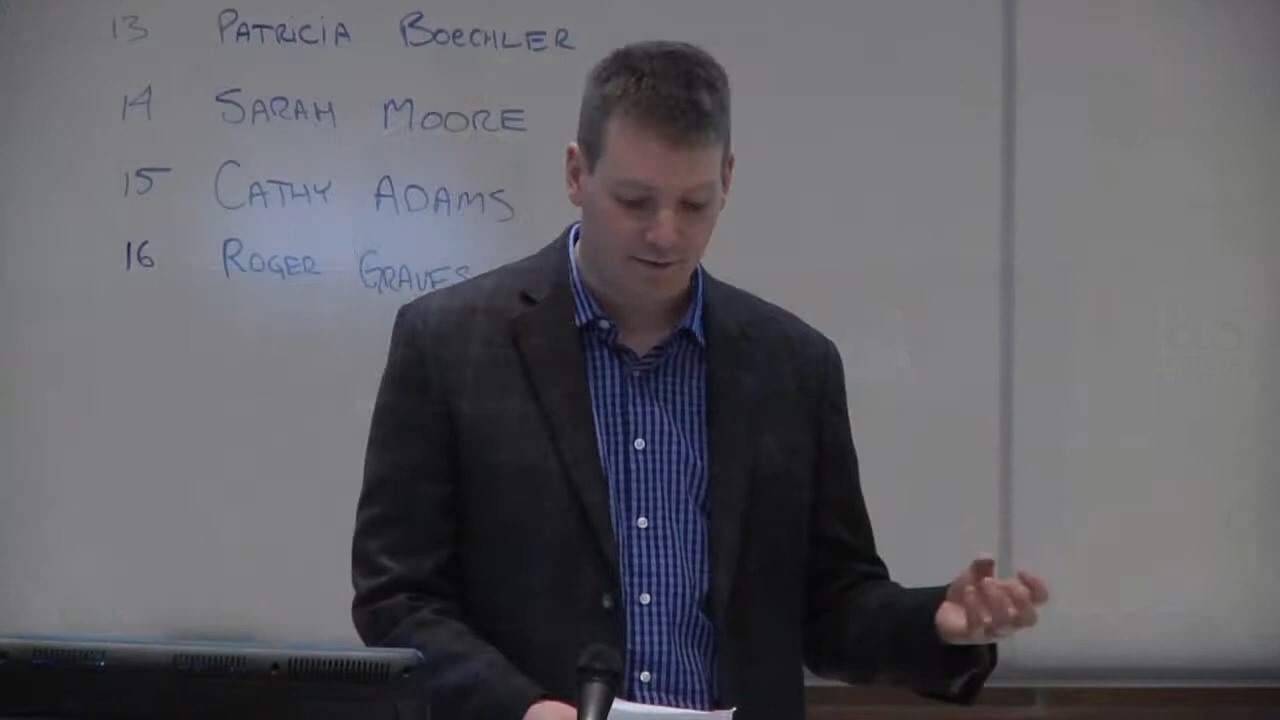 13 PATRICIA BOECHLER
14 SARAH MOORE
15 CATHY ADAMS
16 ROGER GRAVES